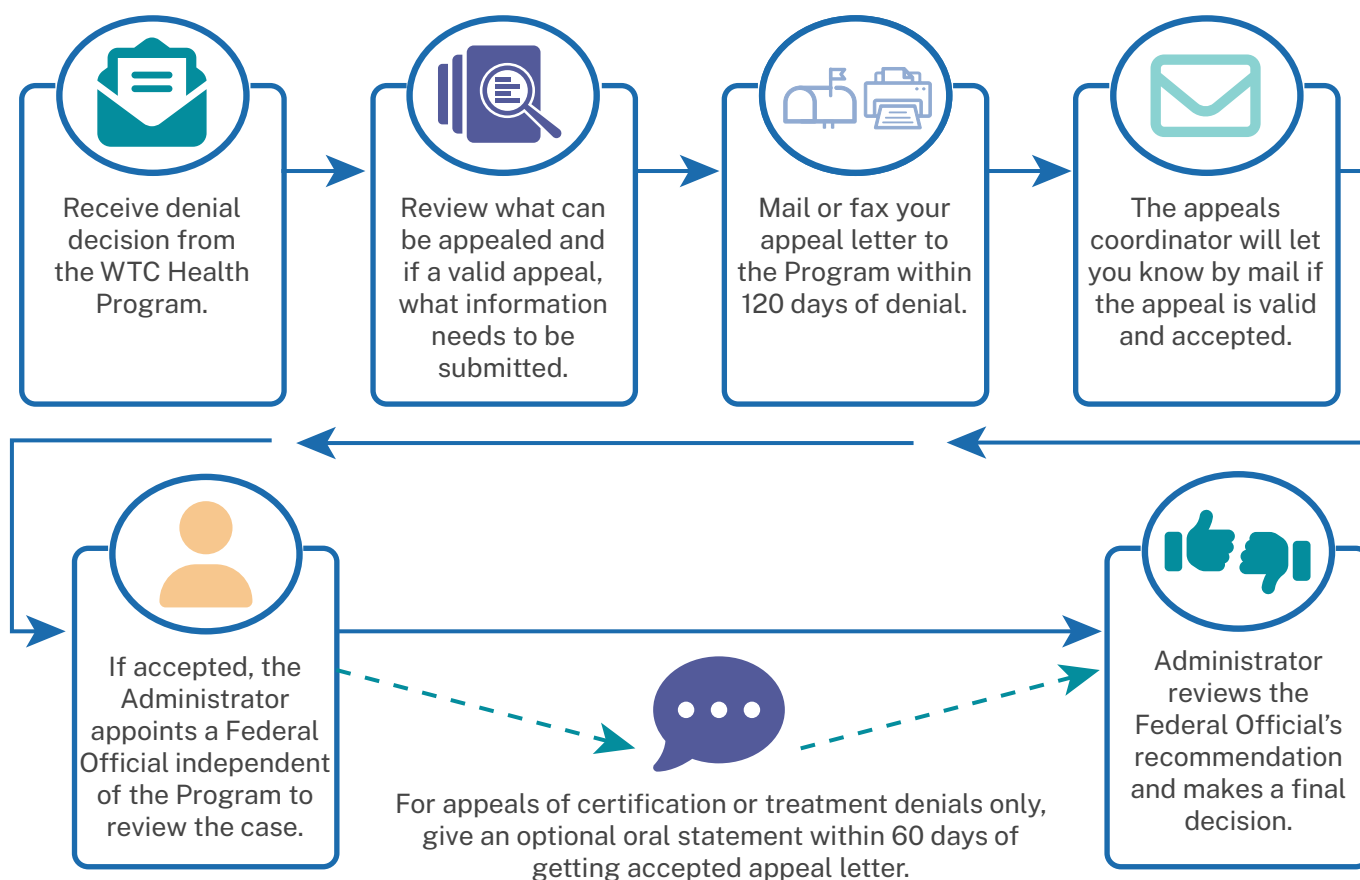 Receive denial
decision from
the WTC Health
Program.
Review what can
be appealed and
if a valid appeal,
what information
needs to be
submitted.
Mail or fax your
appeal letter to
the Program within
120 days of denial.
The appeals
coordinator will let
you know by mail if
the appeal is valid
and accepted.
If accepted, the
Administrator
appoints a Federal
Official independent
of the Program to
review the case.
For appeals of certification or treatment denials only,
give an optional oral statement within 60 days of
getting accepted appeal letter.
Administrator
reviews the
Federal Official’s
recommendation
and makes a final
decision.